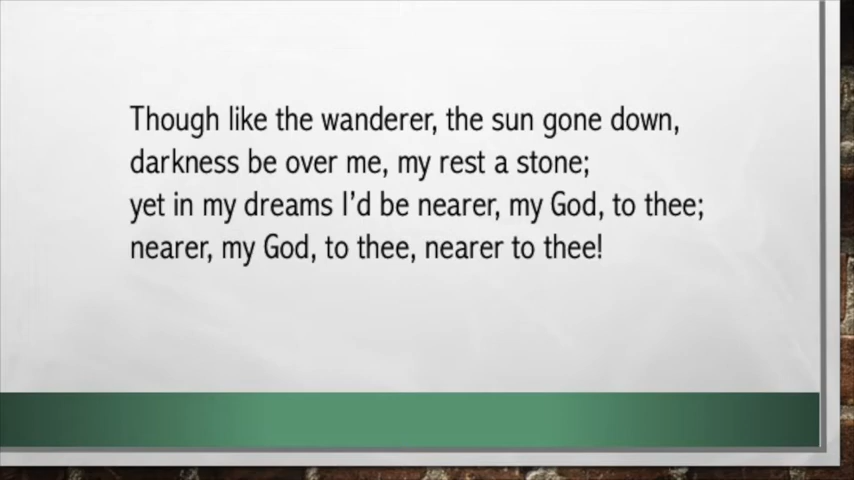 Though like the wanderer, the sun gone down,
darkness be over me, my rest a stone;
yet in my dreams I'd be nearer, my God, to thee;
nearer, my God, to thee, nearer to thee!